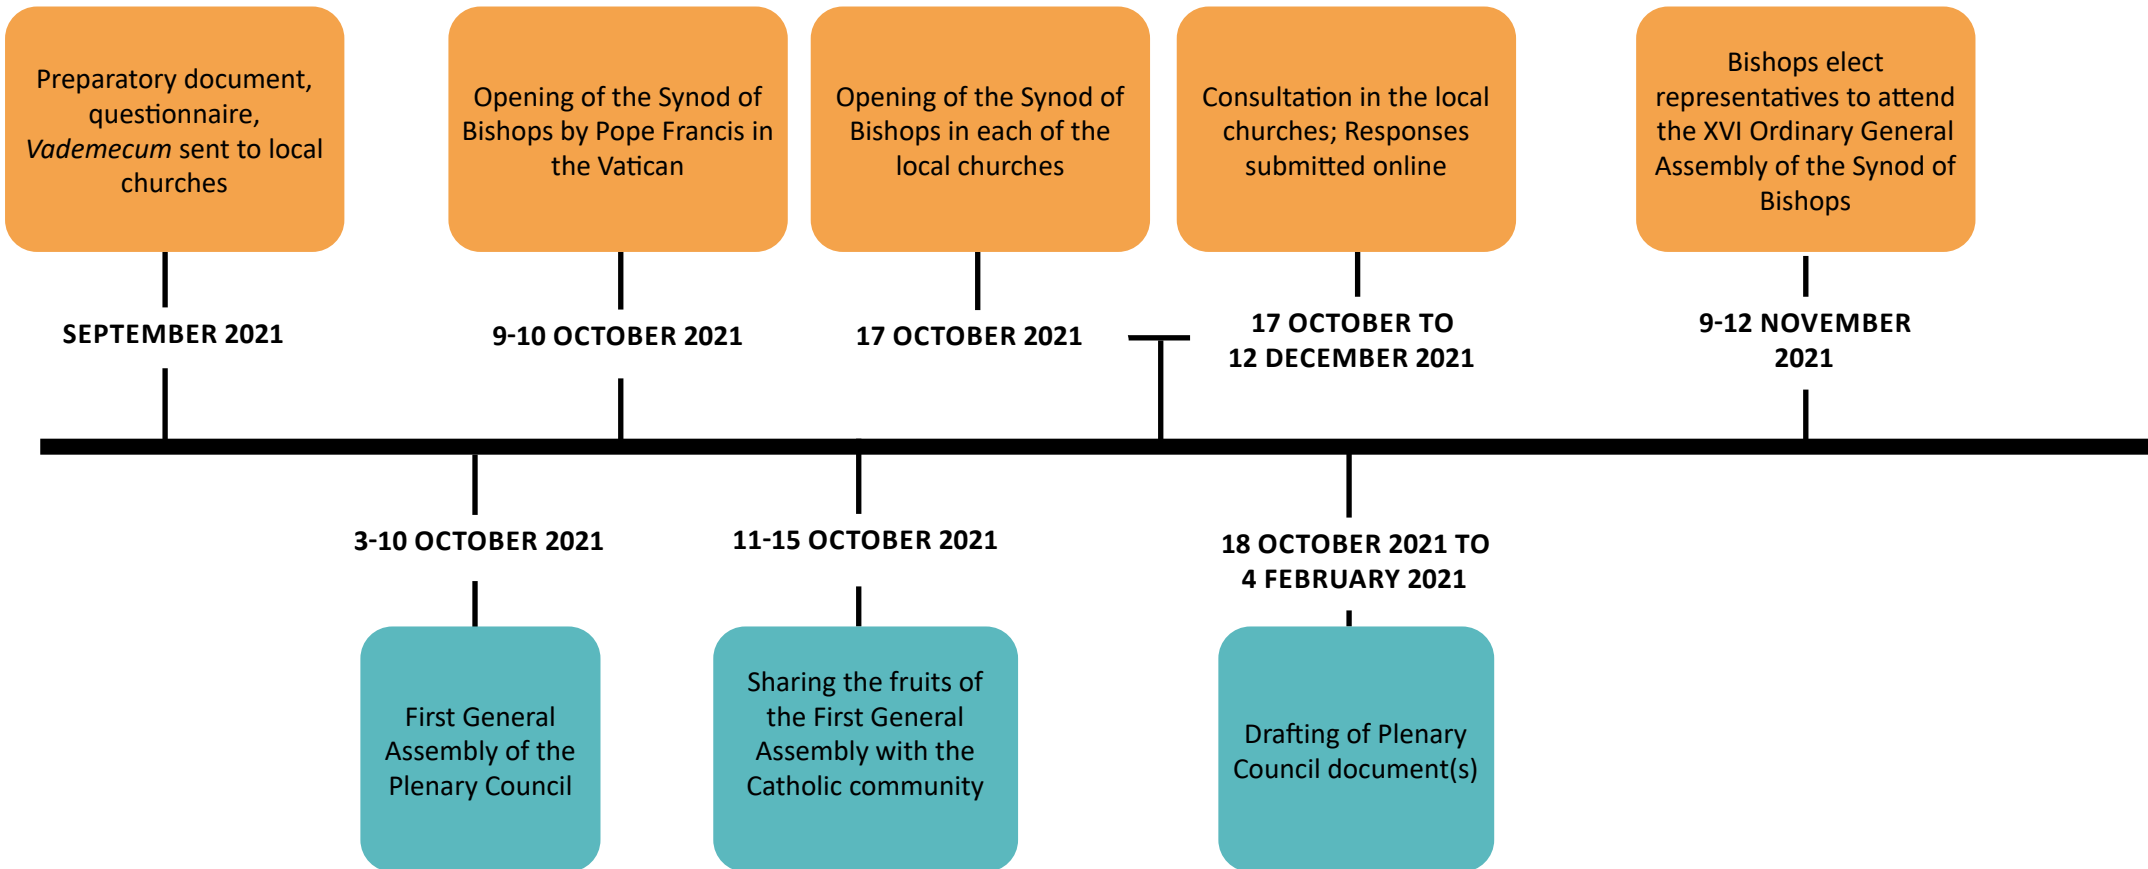 Preparatory document,
questionnaire,
Vademecum sent to local
churches
Opening of the Synod of
Bishops by Pope Francis in
the Vatican
Opening of the Synod of
Bishops in each of the
local churches
Consultation in the local
churches; Responses
submitted online
Bishops elect
representatives to attend
the XVI Ordinary General
Assembly of the Synod of
Bishops
SEPTEMBER 2021
9-10 OCTOBER 2021
17 OCTOBER 2021
17 OCTOBER TO
12 DECEMBER 2021
9-12 NOVEMBER
2021
3-10 OCTOBER 2021
11-15 OCTOBER 2021
18 OCTOBER 2021 TO
4 FEBRUARY 2021
First General
Assembly of the
Plenary Council
Sharing the fruits of
the First General
Assembly with the
Catholic community
Drafting of Plenary
Council document(s)